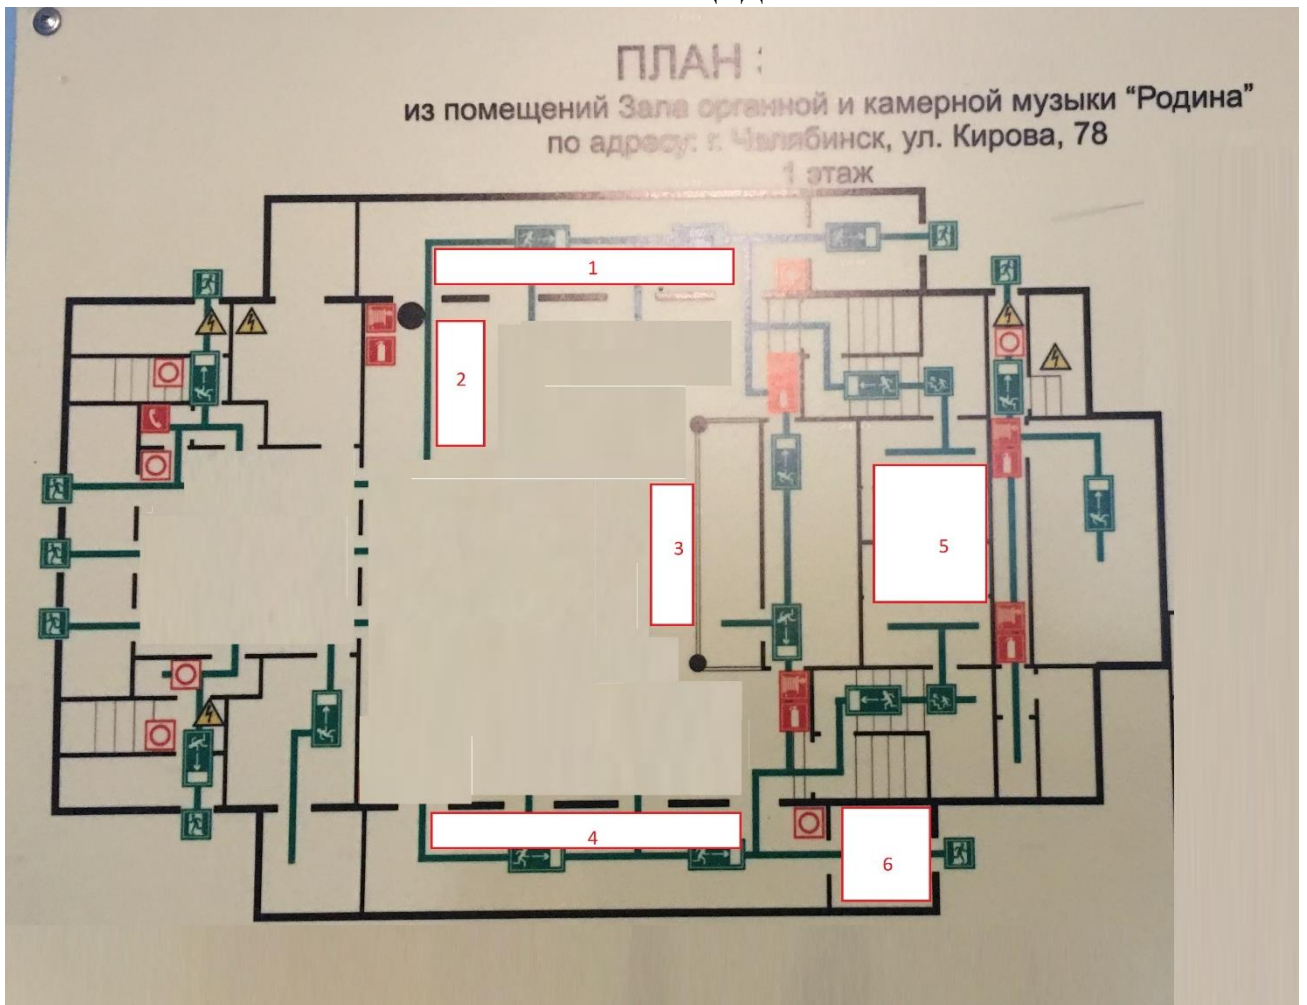 ПЛАН
из помещений Зала органной и камерной музыки “Родина”
по адресу: г. Челябинск, ул. Кирова, 78
1 этаж
1
2
3
5
4
6